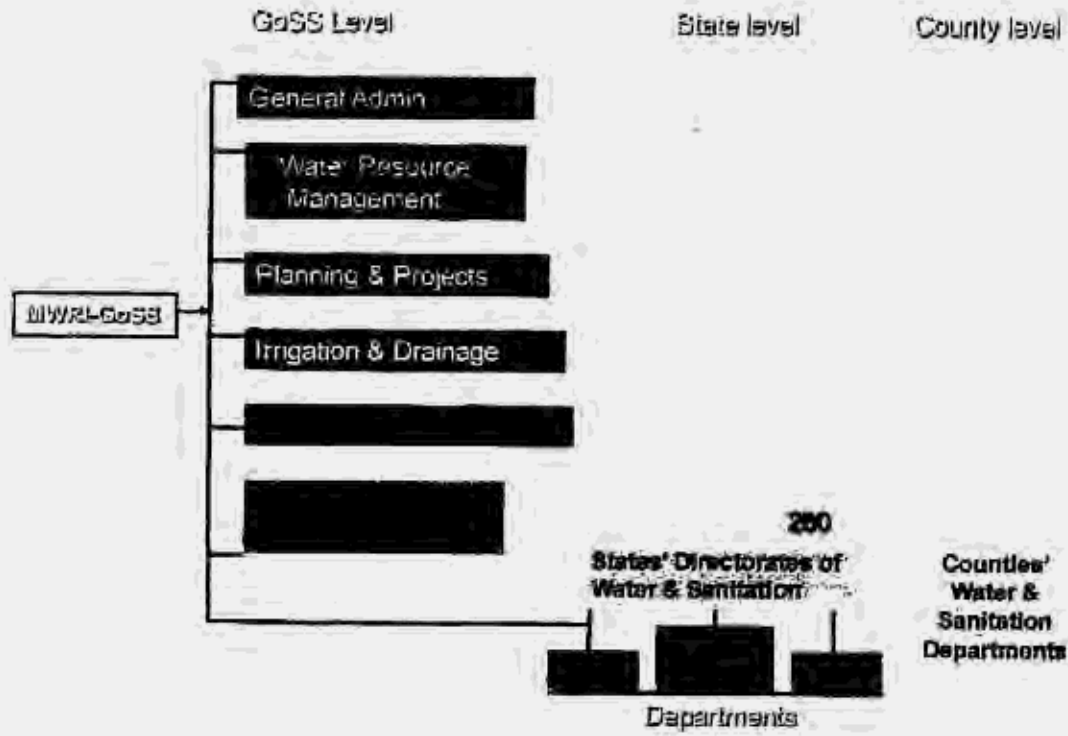 GoSS Level
State level
County level
General Admin
Water Resource
Management
Planning & Projects
MWRI-GoSS
Irrigation & Drainage
States' Directorates of
Water & Sanitation
Counties'
Water &
Sanitation
Departments
Departments